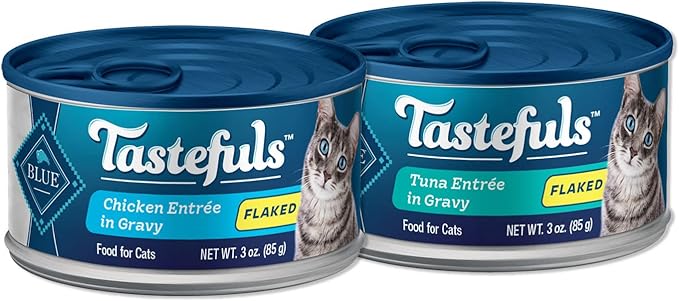 BLUE
Tastefuls™
Chicken Entrée
in Gravy
FLAKED
Food for Cats
NET WT. 3 oz. (85 g)
Tastefuls™
Tuna Entrée
in Gravy
FLAKED
Food for Cats
NET WT. 3 oz. (85 g)